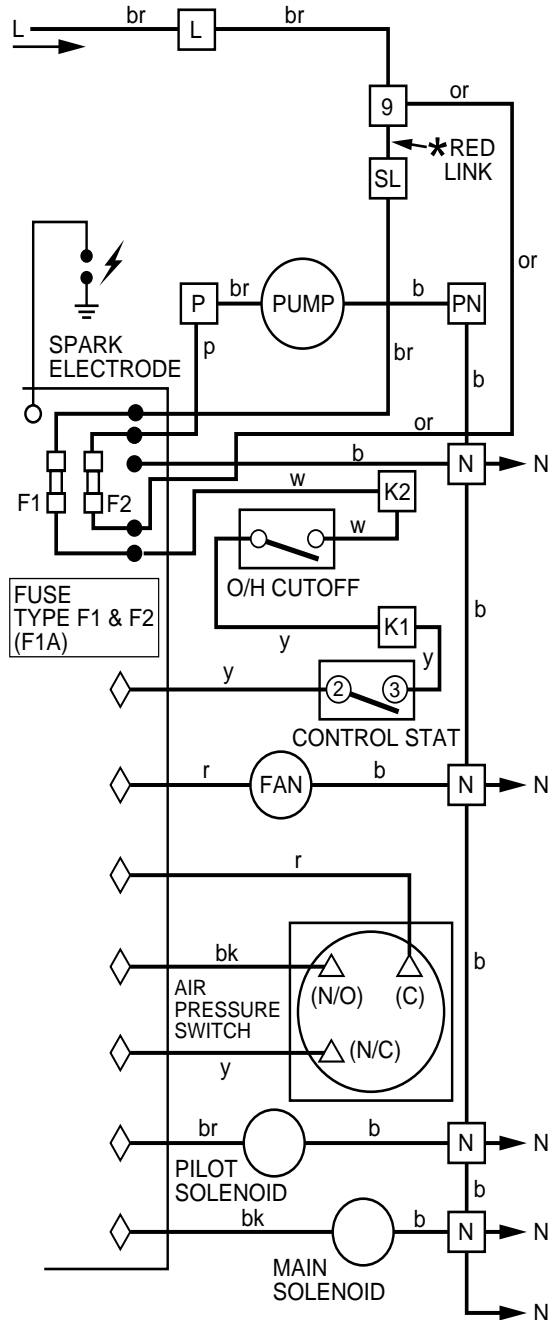 br
br
L
L
9
or
*RED
LINK
SL
or
P
br
PUMP
b
PN
SPARK
ELECTRODE
p
br
b
or
b
N
N
w
K2
F1
F2
w
O/H CUTOFF
FUSE
TYPE F1 & F2
(F1A)
b
K1
y
y
y
2
3
CONTROL STAT
r
FAN
b
N
N
r
bk
b
AIR
PRESSURE
SWITCH
(N/O)
(C)
(N/C)
y
br
b
N
N
PILOT
SOLENOID
b
bk
b
N
N
MAIN
SOLENOID
N